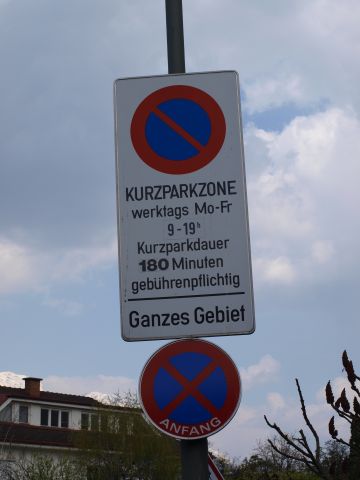 KURZPARKZONE
werktags Mo-Fr
9-19h
Kurzparkdauer
180 Minuten
gebührenpflichtig
Ganzes Gebiet
ANFANG